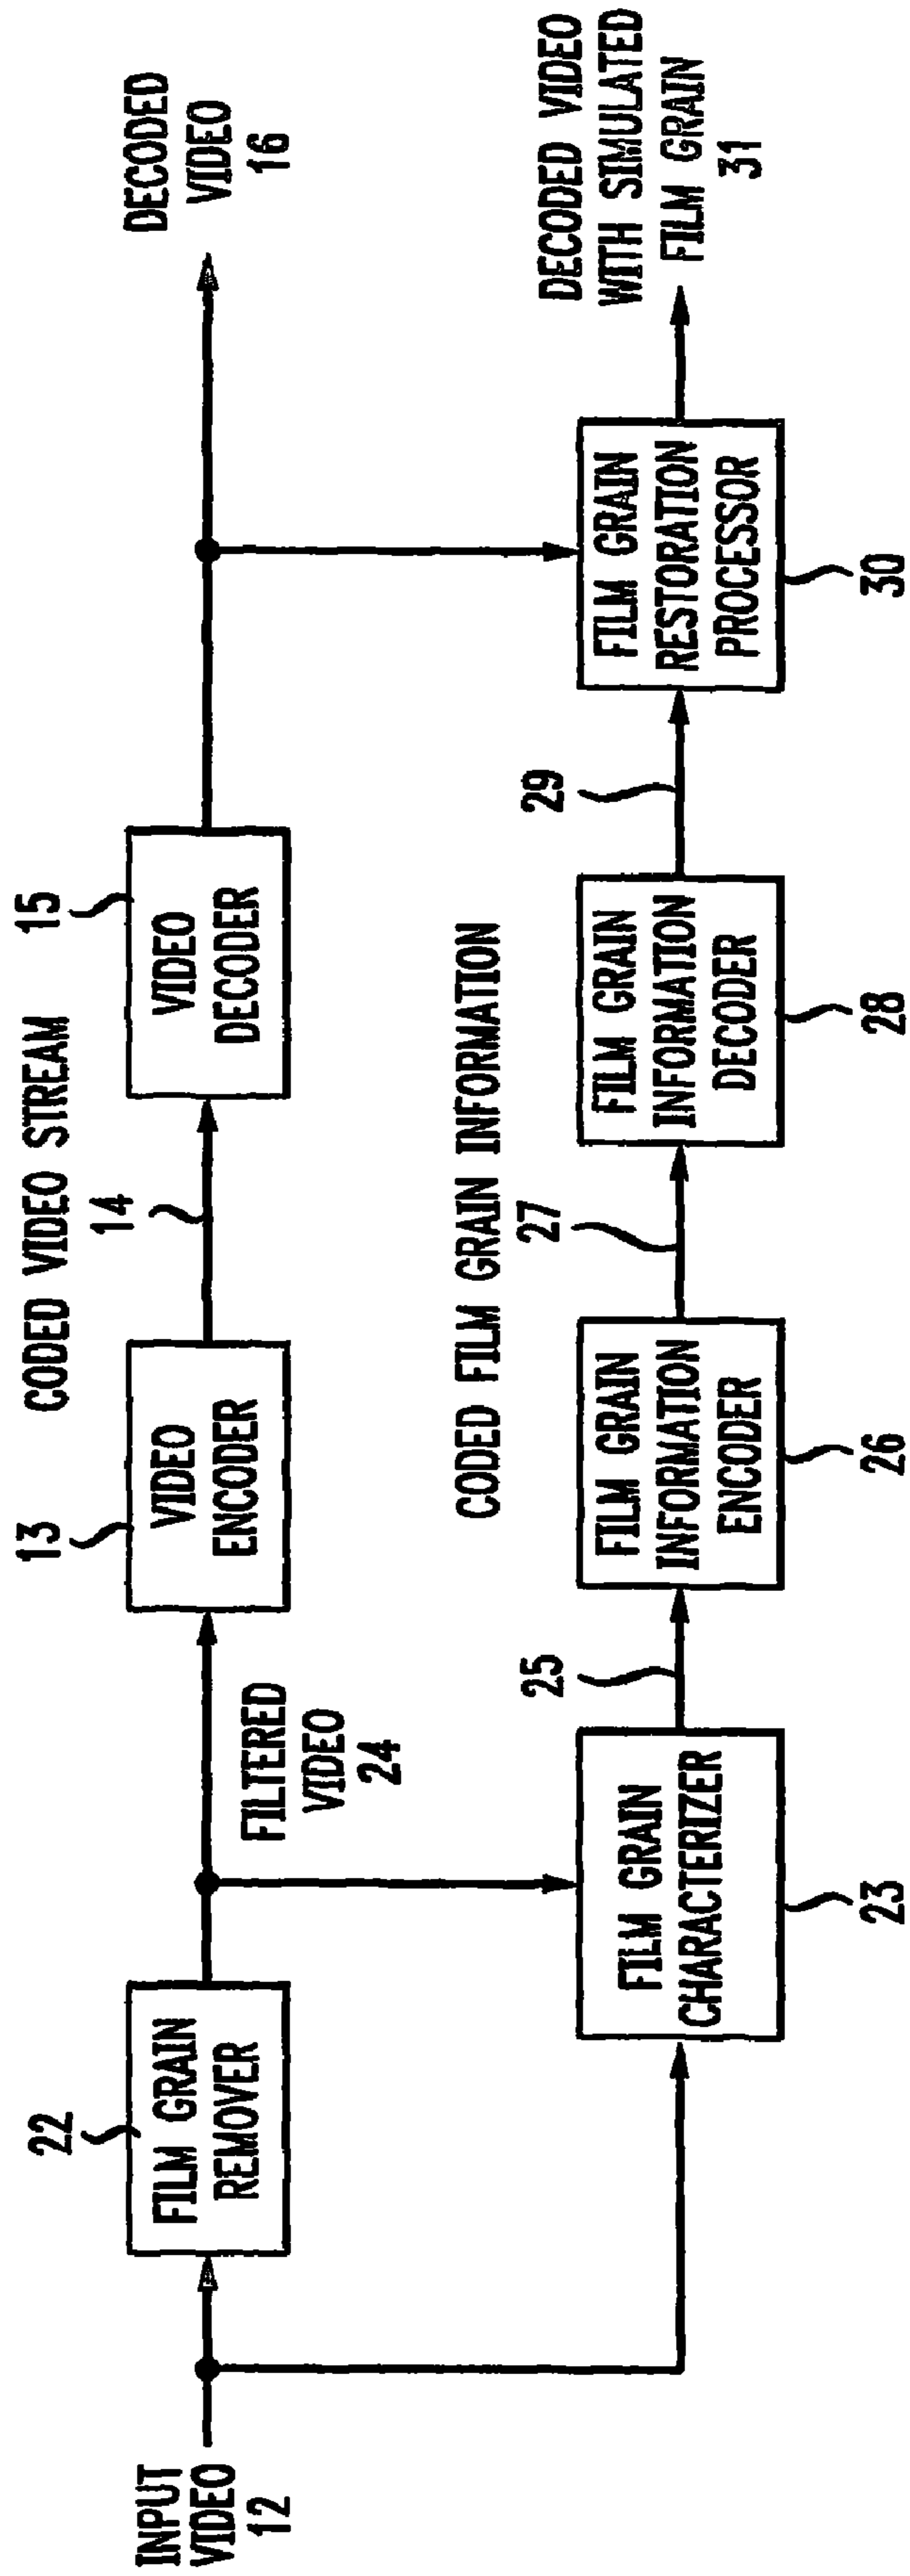 INPUT
VIDEO
12
22
FILM GRAIN
REMOVER
FILTERED
VIDEO
24
13
VIDEO
ENCODER
CODED VIDEO STREAM
14
15
VIDEO
DECODER
DECODED
VIDEO
16
FILM GRAIN
CHARACTERIZER
23
25
FILM GRAIN
INFORMATION
ENCODER
26
CODED FILM GRAIN INFORMATION
27
FILM GRAIN
INFORMATION
DECODER
28
29
FILM GRAIN
RESTORATION
PROCESSOR
30
DECODED VIDEO
WITH SIMULATED
FILM GRAIN
31